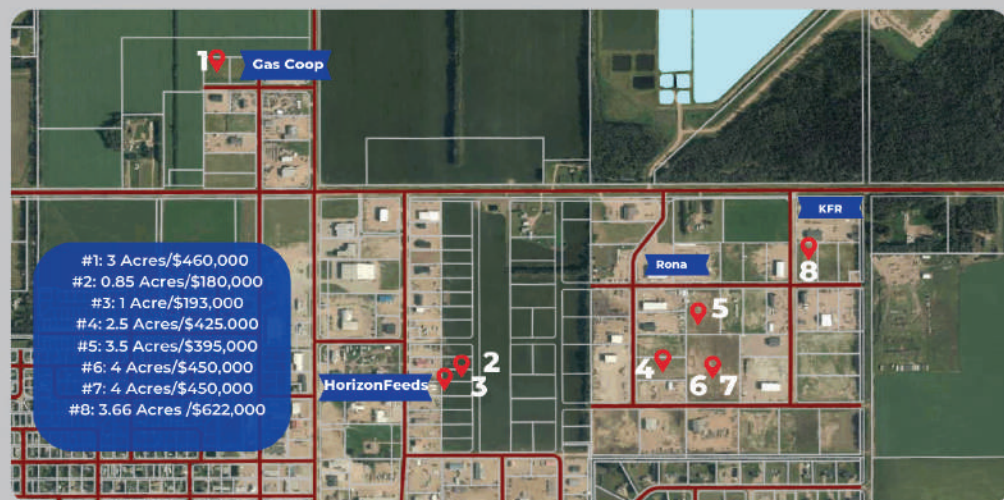 1
Gas Coop
KFR
Rona
8
5
#1: 3 Acres/$460,000
#2: 0.85 Acres/$180,000
#3: 1 Acre/$193,000
#4: 2.5 Acres/$425.000
#5: 3.5 Acres/$395,000
#6: 4 Acres/$450,000
#7: 4 Acres/$450,000
#8: 3.66 Acres /$622,000
HorizonFeeds
2
3
4
6
7